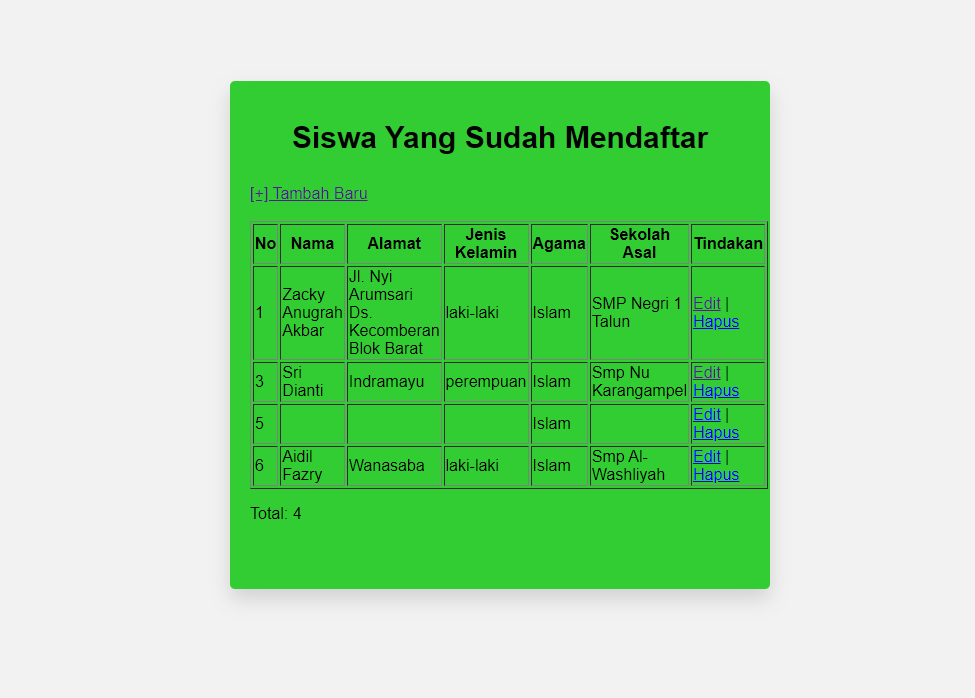 Siswa Yang Sudah Mendaftar
[+] Tambah Baru
No Nama Alamat Jenis Kelamin Agama Sekolah Asal Tindakan
1 Zacky Anugrah Akbar Jl. Nyi Arumsari Ds. Kecomberan Blok Barat laki-laki Islam SMP Negri 1 Talun Edit | Hapus
3 Sri Dianti Indramayu perempuan Islam Smp Nu Karangampel Edit | Hapus
5 Islam Edit | Hapus
6 Aidil Fazry Wanasaba laki-laki Islam Smp Al-Washliyah Edit | Hapus
Total: 4